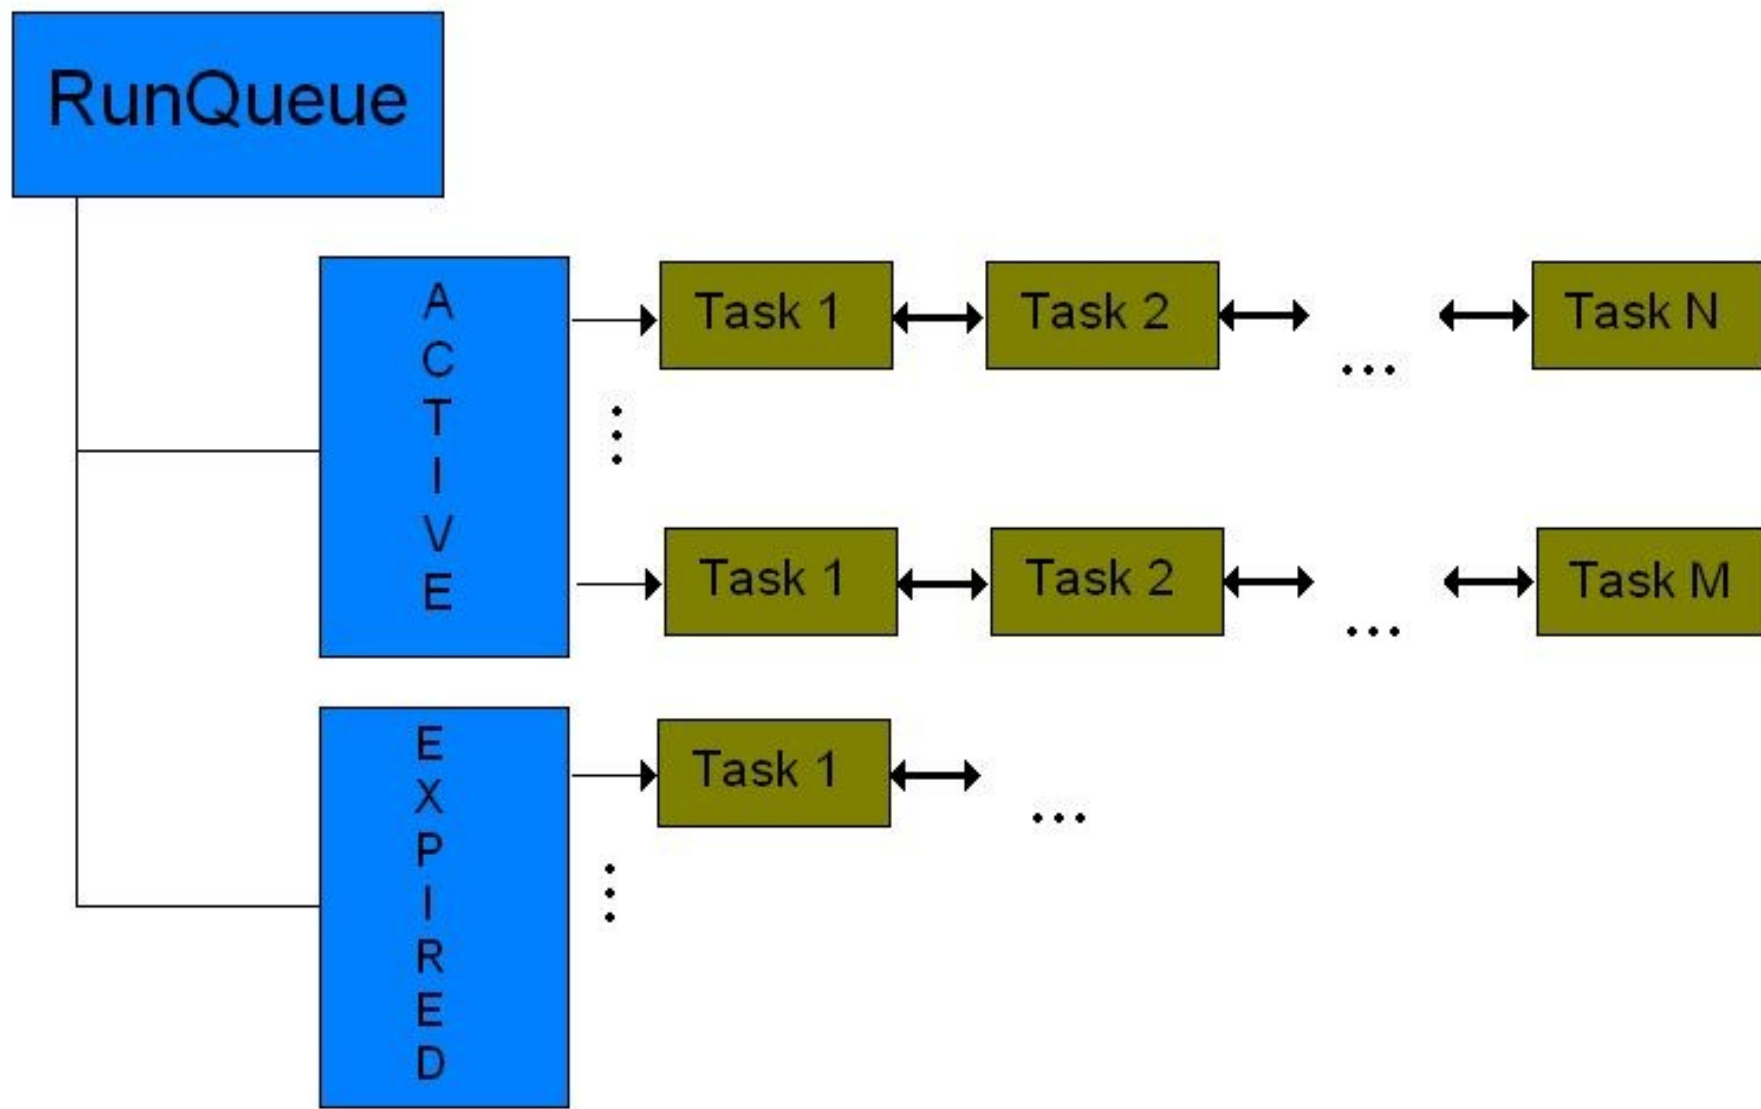 RunQueue
ACTIVE
Task 1
Task 2
...
Task N
Task 1
Task 2
...
Task M
EXPIRED
Task 1
...